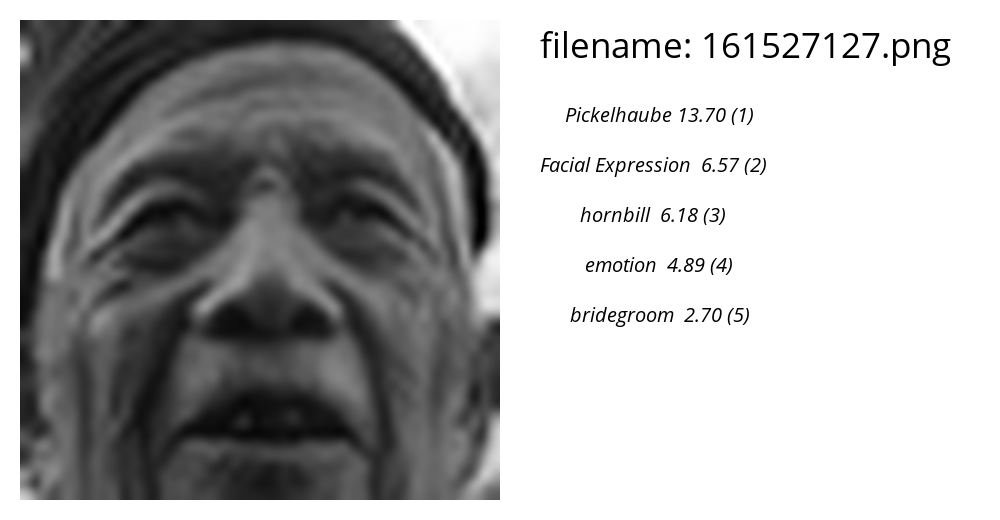 filename: 161527127.png
Pickelhaube 13.70 (1)
Facial Expression 6.57 (2)
hornbill 6.18 (3)
emotion 4.89 (4)
bridegroom 2.70 (5)